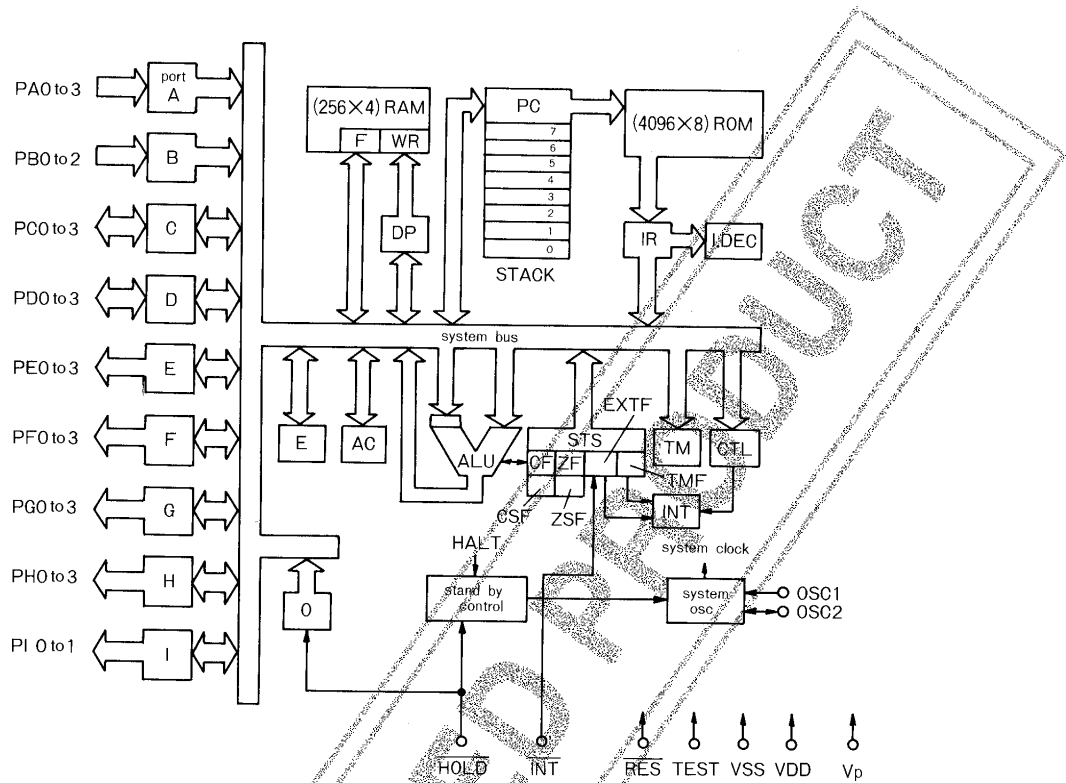 PA0 to 3
port
A
PB0 to 2
B
PC0 to 3
C
PD0 to 3
D
PE0 to 3
E
PF0 to 3
F
PG0 to 3
G
PH0 to 3
H
PI 0 to 1
I
(256×4) RAM
F
WR
DP
PC
7
6
5
4
3
2
1
0
STACK
(4096×8) ROM
IR
I.DEC
system bus
E
AC
ALU
STS
EXTF
CF
ZF
CSF
ZSF
TMF
TM
CTL
INT
HALT
stand by
control
system clock
system
osc
OSC1
OSC2
0
HOLD
INT
RES
TEST
VSS
VDD
Vp
ED PRODUCT